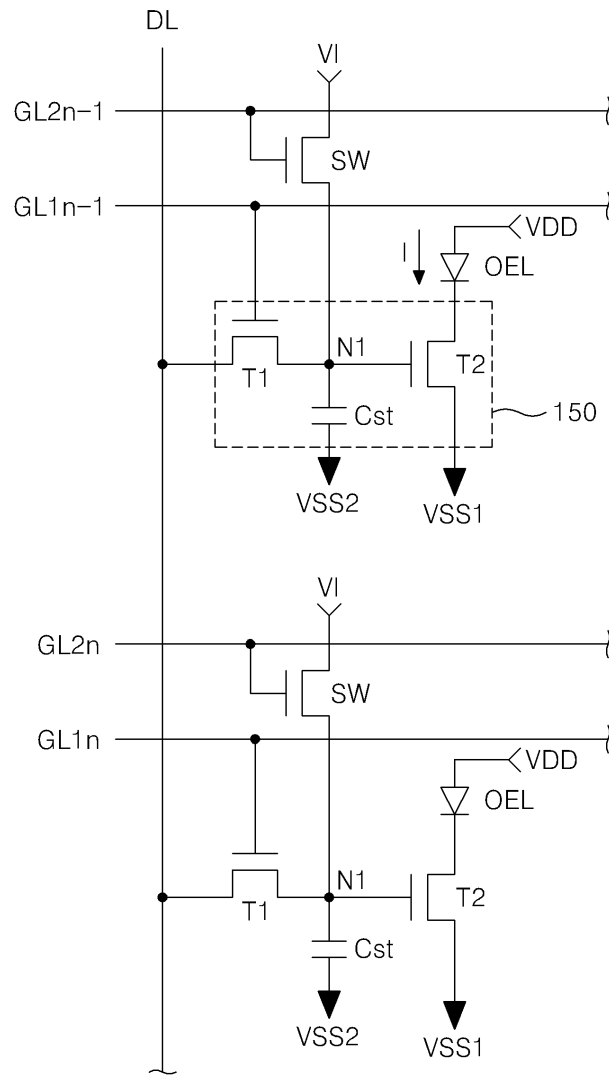 DL
VI
GL2n-1
SW
GL1n-1
VDD
I
OEL
N1
T1
T2
Cst
150
VSS2
VSS1
VI
GL2n
SW
GL1n
VDD
OEL
N1
T1
T2
Cst
VSS2
VSS1